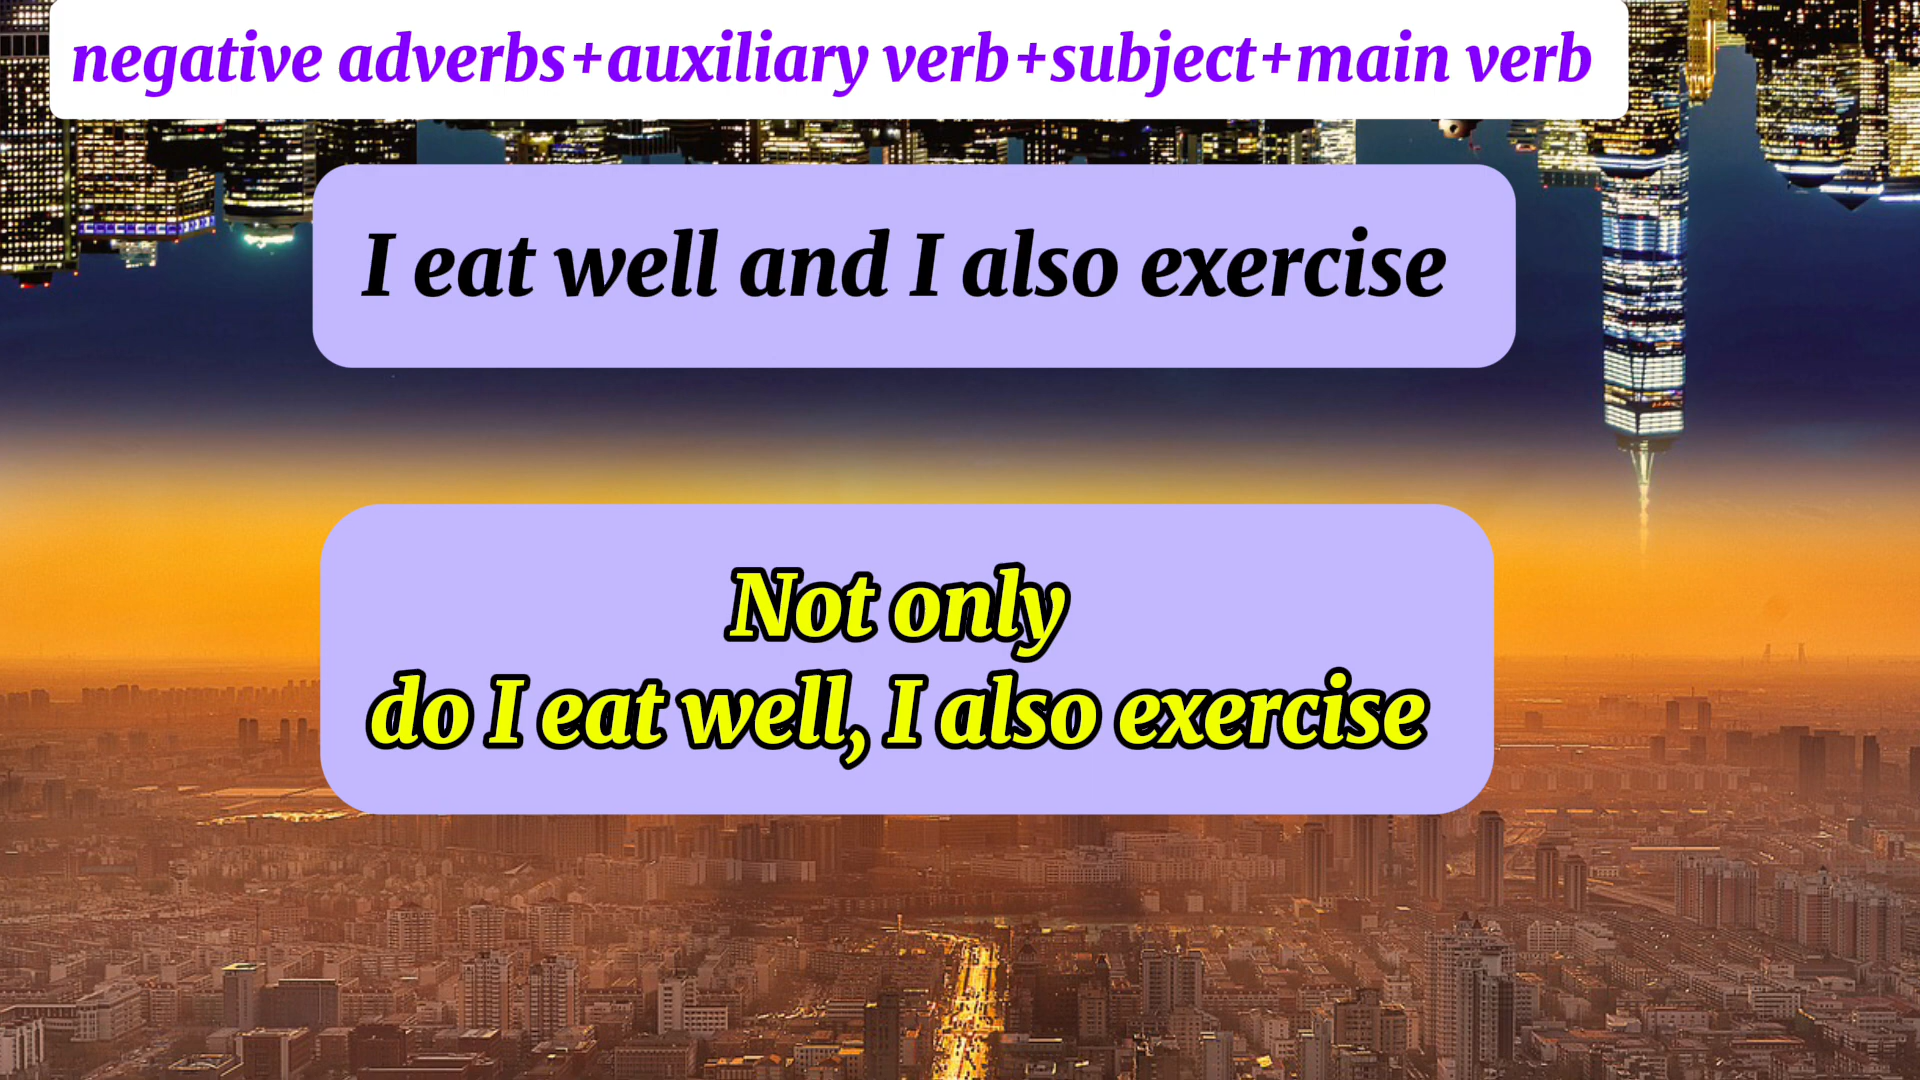 negative adverbs+auxiliary verb+subject+main verb
I eat well and I also exercise
Not only
do I eat well, I also exercise